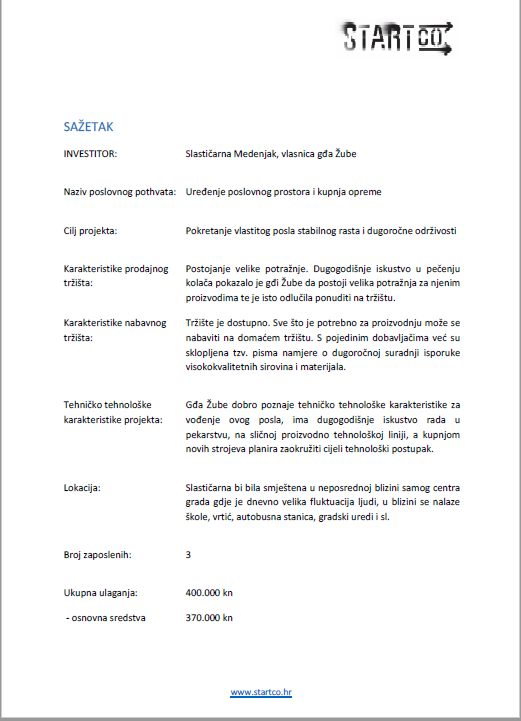 STARTCO.
SAŽETAK
INVESTITOR: Slastičarna Medenjak, vlasnica gđa Žube
Naziv poslovnog pothvata: Uređenje poslovnog prostora i kupnja opreme
Cilj projekta: Pokretanje vlastitog posla stabilnog rasta i dugoročne održivosti
Karakteristike prodajnog tržišta:
Postojanje velike potražnje. Dugogodišnje iskustvo u pečenju
kolača pokazalo je gđi Žube da postoji velika potražnja za njenim
proizvodima te je isto odlučila ponuditi na tržištu.
Karakteristike nabavnog tržišta:
Tržište je dostupno. Sve što je potrebno za proizvodnju može se
nabaviti na domaćem tržištu. S pojedinim dobavljačima već su
sklopljena tzv. pisma namjere o dugoročnoj suradnji isporuke
visokokvalitetnih sirovina i materijala.
Tehničko tehnološke karakteristike projekta:
Gđa Žube dobro poznaje tehničko tehnološke karakteristike za
vođenje ovog posla, ima dugogodišnje iskustvo rada u
pekarstvu, na sličnoj proizvodno tehnološkoj liniji, a kupnjom
novih strojeva planira zaokružiti cijeli tehnološki postupak.
Lokacija: Slastičarna bi bila smještena u neposrednoj blizini samog centra
grada gdje je dnevno velika fluktuacija ljudi, u blizini se nalaze
škole, vrtić, autobusna stanica, gradski uredi i sl.
Broj zaposlenih: 3
Ukupna ulaganja: 400.000 kn
- osnovna sredstva 370.000 kn
www.startco.hr